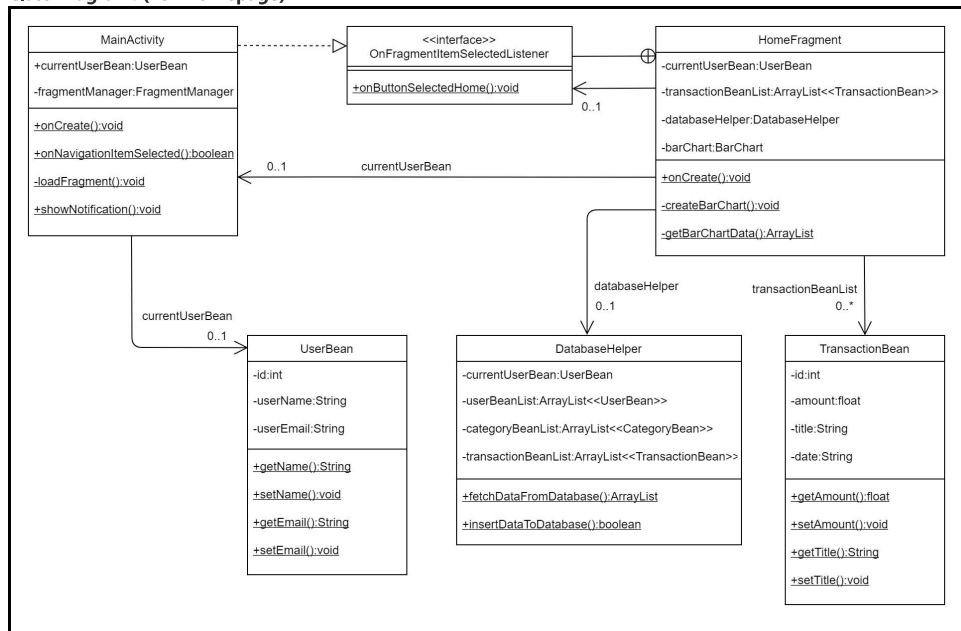 MainActivity
+currentUserBean:UserBean
-fragmentManager:FragmentManager
+onCreate():void
+onNavigationItemSelected():boolean
-loadFragment():void
+showNotification():void
<<interface>>
OnFragmentItemSelectedListener
+onButtonSelectedHome():void
0..1
HomeFragment
-currentUserBean:UserBean
-transactionBeanList:ArrayList<<TransactionBean>>
-databaseHelper:DatabaseHelper
-barChart:BarChart
+onCreate():void
-createBarChart():void
-getBarChartData():ArrayList
0..1
currentUserBean
currentUserBean
0..1
databaseHelper
0..1
transactionBeanList
0..*
UserBean
-id:int
-userName:String
-userEmail:String
+getName():String
+setName():void
+getEmail():String
+setEmail():void
DatabaseHelper
-currentUserBean:UserBean
-userBeanList:ArrayList<<UserBean>>
-categoryBeanList:ArrayList<<CategoryBean>>
-transactionBeanList:ArrayList<<TransactionBean>>
+fetchDataFromDatabase():ArrayList
+insertDataToDatabase():boolean
TransactionBean
-id:int
-amount:float
-title:String
-date:String
+getAmount():float
+setAmount():void
+getTitle():String
+setTitle():void